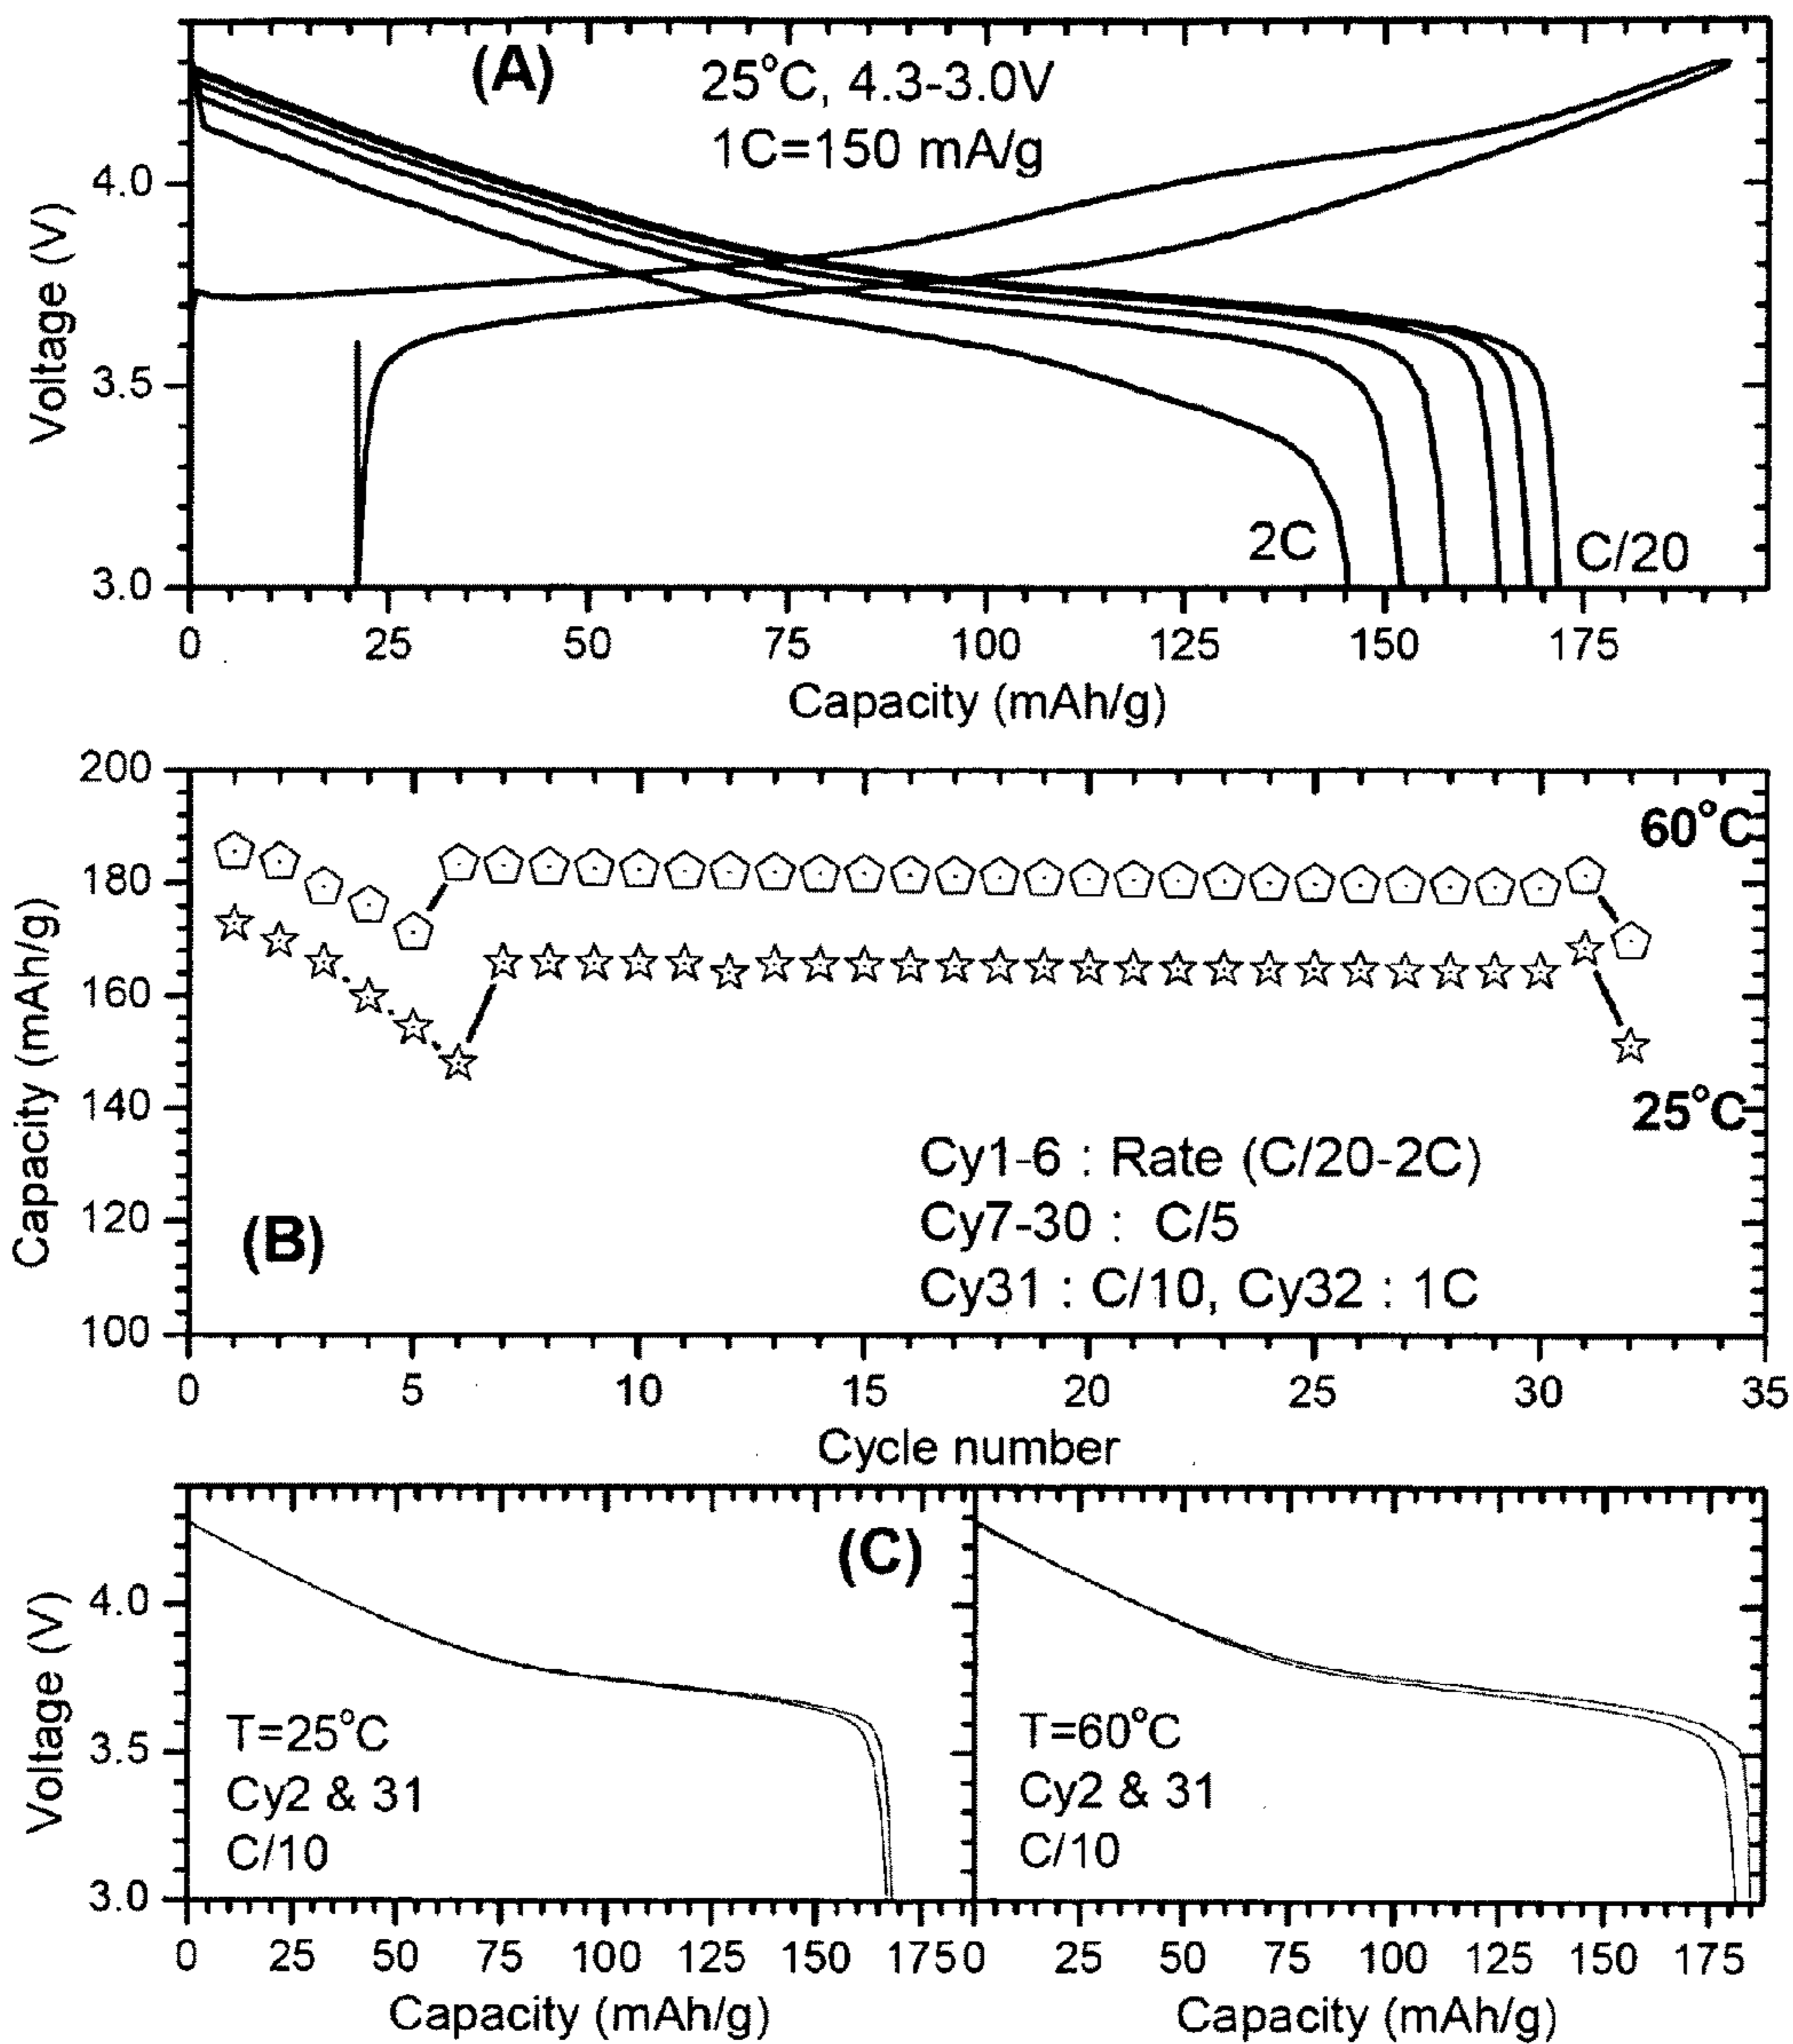 (A)
25°C, 4.3-3.0V
1C=150 mA/g
Voltage (V)
4.0
3.5
3.0
2C
C/20
0 25 50 75 100 125 150 175
Capacity (mAh/g)
200
180
160
140
120
100
Capacity (mAh/g)
60°C
25°C
Cy1-6 : Rate (C/20-2C)
Cy7-30 : C/5
Cy31 : C/10, Cy32 : 1C
(B)
0 5 10 15 20 25 30 35
Cycle number
(C)
Voltage (V)
4.0
3.5
3.0
T=25°C
Cy2 & 31
C/10
T=60°C
Cy2 & 31
C/10
0 25 50 75 100 125 150 175 0 25 50 75 100 125 150 175
Capacity (mAh/g) Capacity (mAh/g)